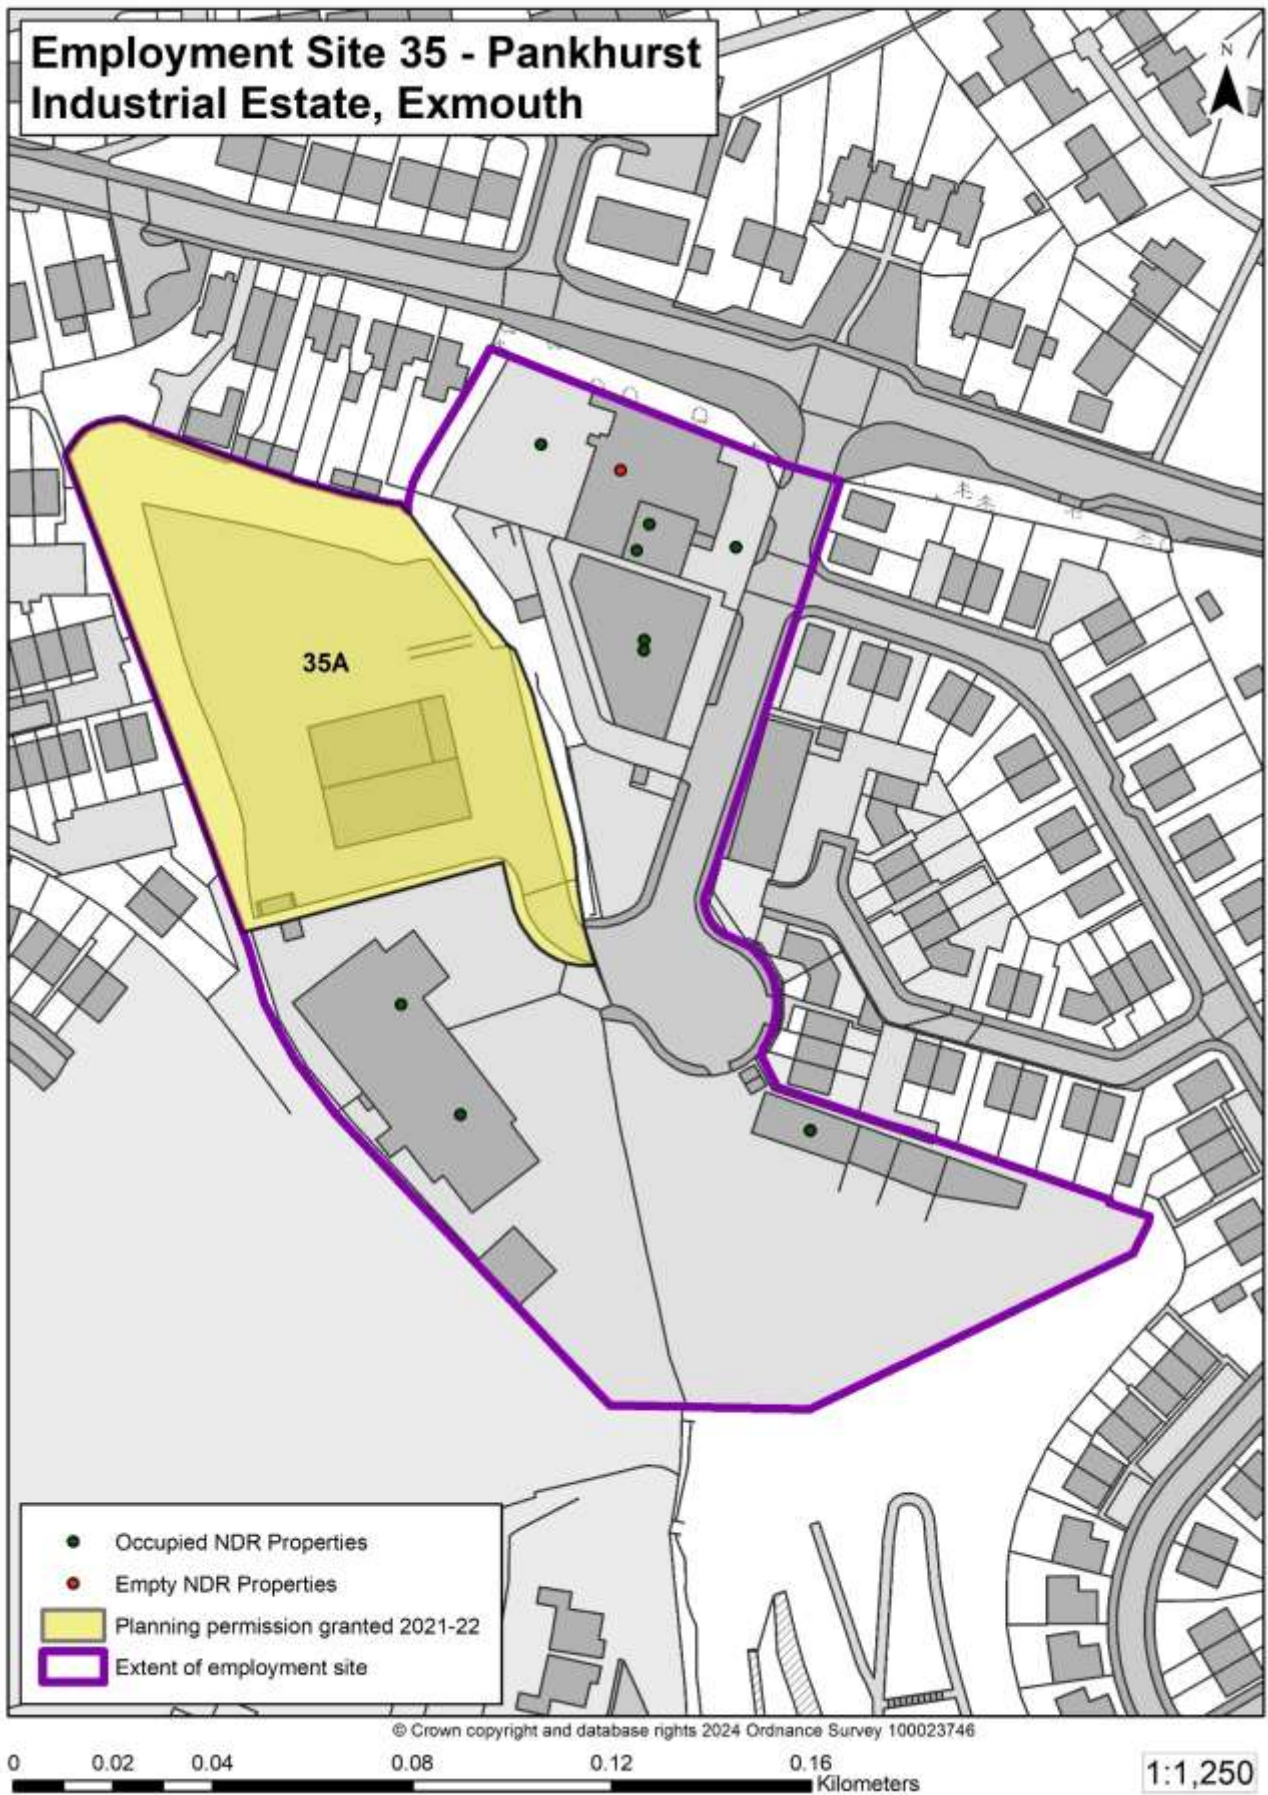 Employment Site 35 - Pankhurst
Industrial Estate, Exmouth
N
35A
Occupied NDR Properties
Empty NDR Properties
Planning permission granted 2021-22
Extent of employment site
© Crown copyright and database rights 2024 Ordnance Survey 100023746
0 0.02 0.04 0.08 0.12 0.16
Kilometers
1:1,250